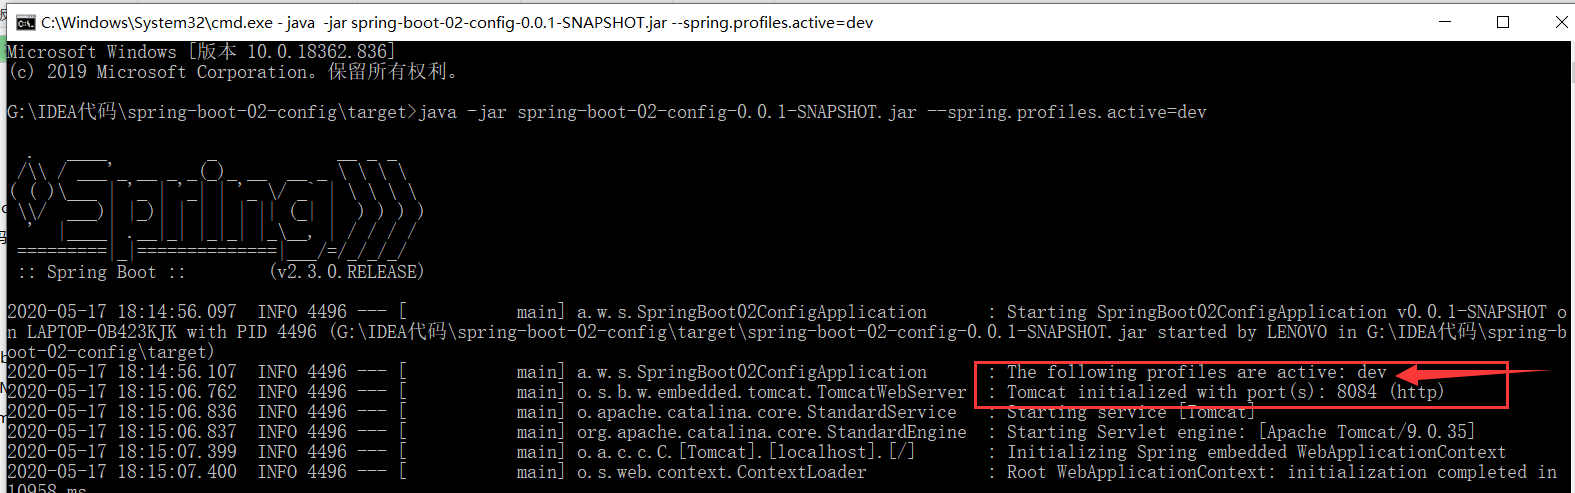 C:\Windows\System32\cmd.exe - java  -jar spring-boot-02-config-0.0.1-SNAPSHOT.jar --spring.profiles.active=dev
Microsoft Windows [版本 10.0.18362.836]
(c) 2019 Microsoft Corporation。保留所有权利。
G:\IDEA代码\spring-boot-02-config\target>java -jar spring-boot-02-config-0.0.1-SNAPSHOT.jar --spring.profiles.active=dev
Spring
:: Spring Boot ::        (v2.3.0.RELEASE)
2020-05-17 18:14:56.097  INFO 4496 --- [           main] a.w.s.SpringBoot02ConfigApplication      : Starting SpringBoot02ConfigApplication v0.0.1-SNAPSHOT o
n LAPTOP-0B423KJK with PID 4496 (G:\IDEA代码\spring-boot-02-config\target\spring-boot-02-config-0.0.1-SNAPSHOT.jar started by LENOVO in G:\IDEA代码\spring-b
oot-02-config\target)
2020-05-17 18:14:56.107  INFO 4496 --- [           main] a.w.s.SpringBoot02ConfigApplication      : The following profiles are active: dev
2020-05-17 18:15:06.762  INFO 4496 --- [           main] o.s.b.w.embedded.tomcat.TomcatWebServer  : Tomcat initialized with port(s): 8084 (http)
2020-05-17 18:15:06.836  INFO 4496 --- [           main] o.apache.catalina.core.StandardService   : Starting service [Tomcat]
2020-05-17 18:15:06.837  INFO 4496 --- [           main] org.apache.catalina.core.StandardEngine  : Starting Servlet engine: [Apache Tomcat/9.0.35]
2020-05-17 18:15:07.399  INFO 4496 --- [           main] o.a.c.c.C.[Tomcat].[localhost].[/]       : Initializing Spring embedded WebApplicationContext
2020-05-17 18:15:07.400  INFO 4496 --- [           main] o.s.web.context.ContextLoader            : Root WebApplicationContext: initialization completed in
10958 ms